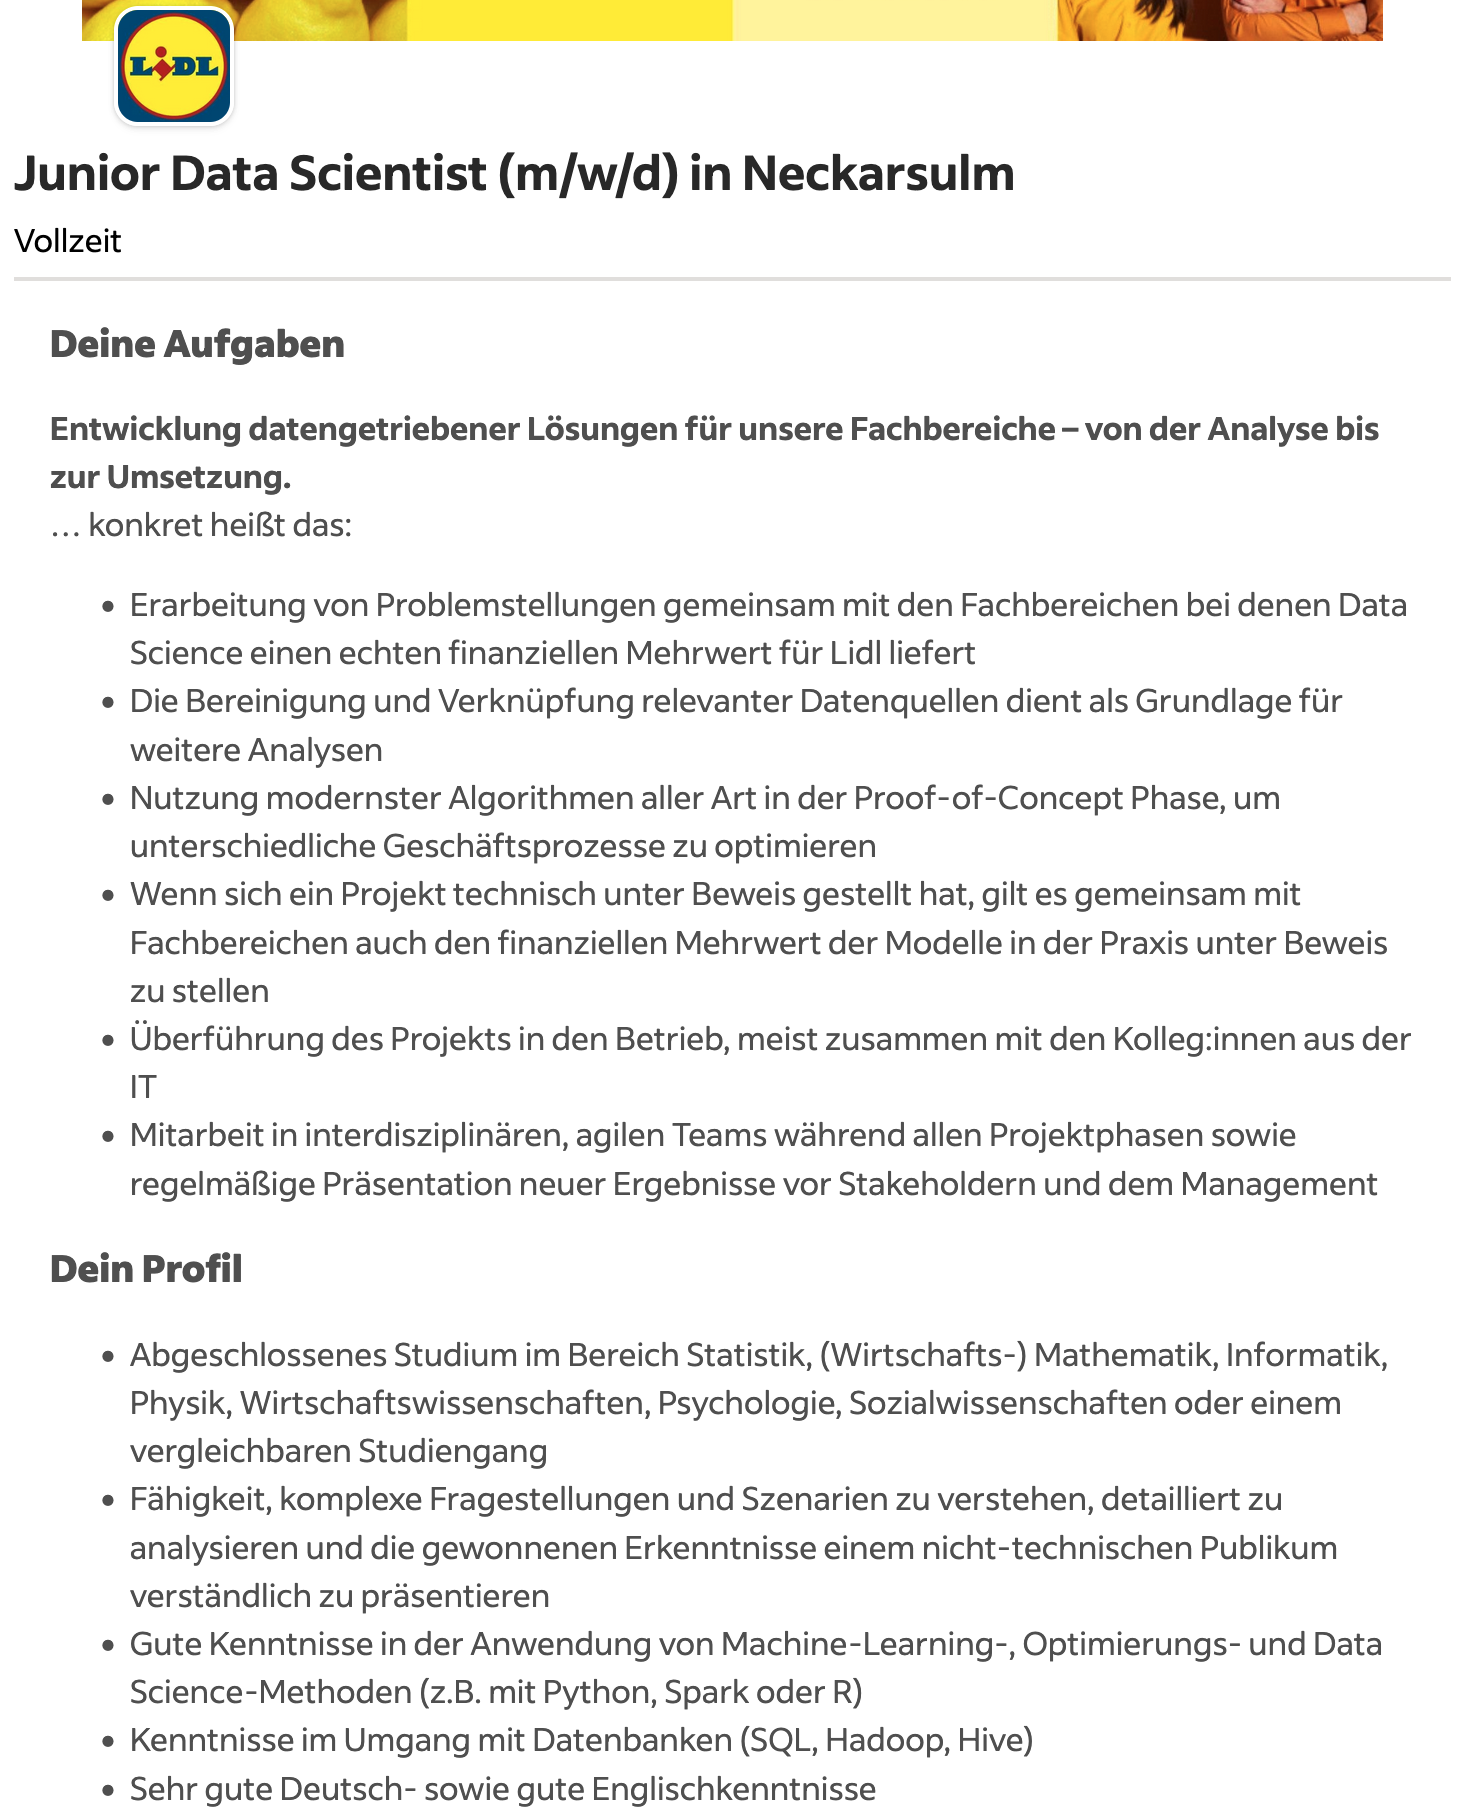 LIDL
Junior Data Scientist (m/w/d) in Neckarsulm
Vollzeit
Deine Aufgaben
Entwicklung datengetriebener Lösungen für unsere Fachbereiche – von der Analyse bis
zur Umsetzung.
… konkret heißt das:
• Erarbeitung von Problemstellungen gemeinsam mit den Fachbereichen bei denen Data
Science einen echten finanziellen Mehrwert für Lidl liefert
• Die Bereinigung und Verknüpfung relevanter Datenquellen dient als Grundlage für
weitere Analysen
• Nutzung modernster Algorithmen aller Art in der Proof-of-Concept Phase, um
unterschiedliche Geschäftsprozesse zu optimieren
• Wenn sich ein Projekt technisch unter Beweis gestellt hat, gilt es gemeinsam mit
Fachbereichen auch den finanziellen Mehrwert der Modelle in der Praxis unter Beweis
zu stellen
• Überführung des Projekts in den Betrieb, meist zusammen mit den Kolleg:innen aus der
IT
• Mitarbeit in interdisziplinären, agilen Teams während allen Projektphasen sowie
regelmäßige Präsentation neuer Ergebnisse vor Stakeholdern und dem Management
Dein Profil
• Abgeschlossenes Studium im Bereich Statistik, (Wirtschafts-) Mathematik, Informatik,
Physik, Wirtschaftswissenschaften, Psychologie, Sozialwissenschaften oder einem
vergleichbaren Studiengang
• Fähigkeit, komplexe Fragestellungen und Szenarien zu verstehen, detailliert zu
analysieren und die gewonnenen Erkenntnisse einem nicht-technischen Publikum
verständlich zu präsentieren
• Gute Kenntnisse in der Anwendung von Machine-Learning-, Optimierungs- und Data
Science-Methoden (z.B. mit Python, Spark oder R)
• Kenntnisse im Umgang mit Datenbanken (SQL, Hadoop, Hive)
• Sehr gute Deutsch- sowie gute Englischkenntnisse